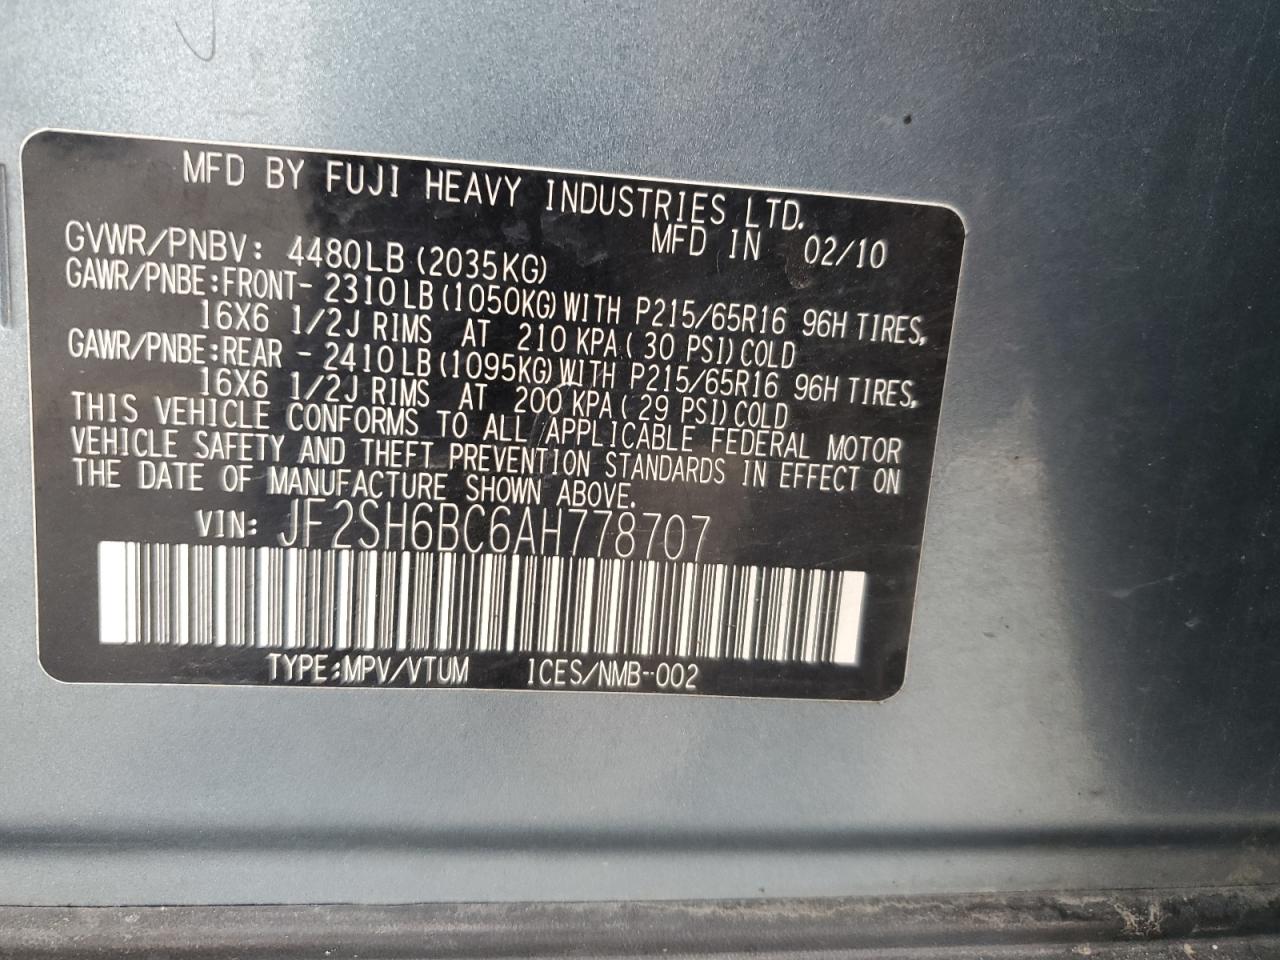 MFD BY FUJI HEAVY INDUSTRIES LTD.
MFD IN 02/10
GVWR/PNBV: 4480LB (2035KG)
GAWR/PNBE:FRONT- 2310LB(1050KG)WITH P215/65R16 96H TIRES,
16X6 1/2J RIMS AT 210 KPA( 30 PSI)COLD
GAWR/PNBE:REAR - 2410LB(1095KG)WITH P215/65R16 96H TIRES,
16X6 1/2J RIMS AT 200 KPA( 29 PSI)COLD
THIS VEHICLE CONFORMS TO ALL APPLICABLE FEDERAL MOTOR
VEHICLE SAFETY AND THEFT PREVENTION STANDARDS IN EFFECT ON
THE DATE OF MANUFACTURE SHOWN ABOVE.
VIN: JF2SH6BC6AH778707
TYPE:MPV/VTUM ICES/NMB-002